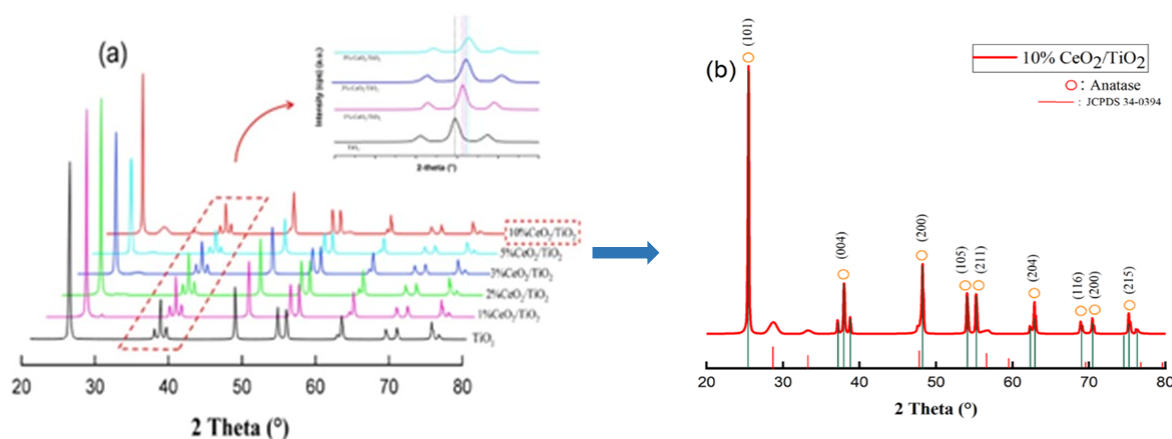 (a)
Intensity (cps) (a.u.)
2-theta (°)
TiO₂
10%CeO₂/TiO₂
5%CeO₂/TiO₂
3%CeO₂/TiO₂
2%CeO₂/TiO₂
1%CeO₂/TiO₂
TiO₂
10 20 30 40 50 60 70 80
2 Theta (°)
(b)
10% CeO₂/TiO₂
: Anatase
: JCPDS 34-0394
(101)
(004)
(200)
(105)
(211)
(204)
(116)
(200)
(215)
20 30 40 50 60 70 80
2 Theta (°)